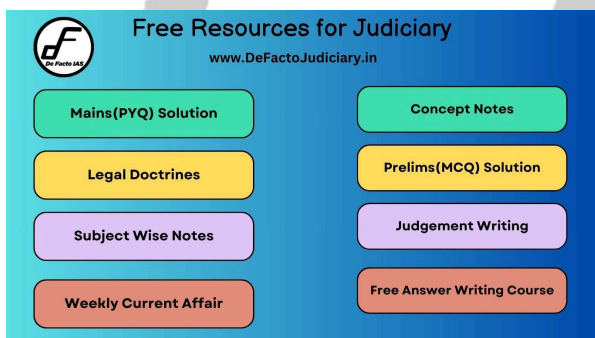 Free Resources for Judiciary
www.DeFactoJudiciary.in
De Facto IAS
Mains(PYQ) Solution
Concept Notes
Legal Doctrines
Prelims(MCQ) Solution
Subject Wise Notes
Judgement Writing
Weekly Current Affair
Free Answer Writing Course